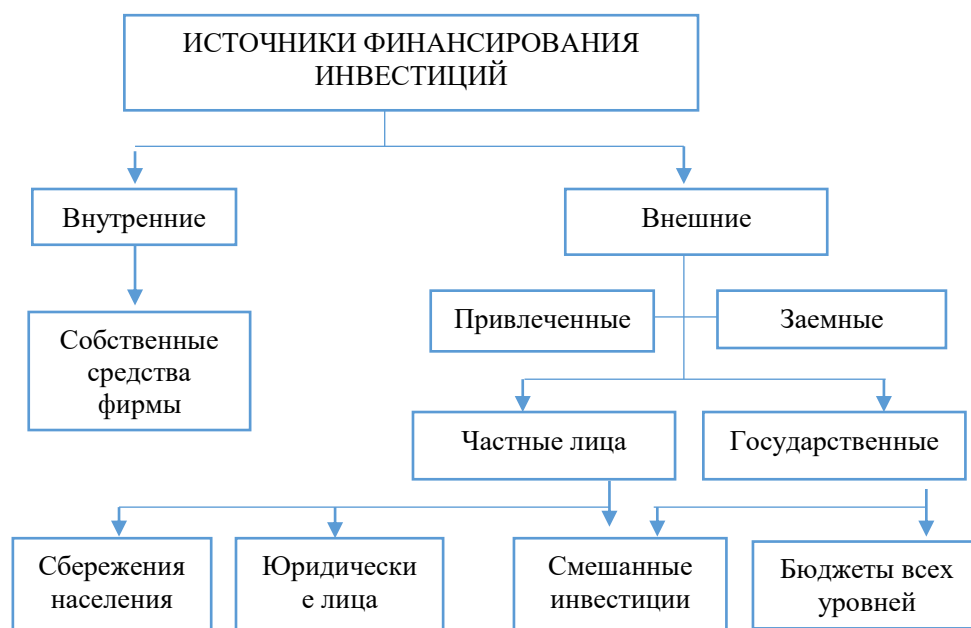 ИСТОЧНИКИ ФИНАНСИРОВАНИЯ
ИНВЕСТИЦИЙ
Внутренние
Внешние
Привлеченные
Заемные
Собственные
средства
фирмы
Частные лица
Государственные
Сбережения
населения
Юридически
е лица
Смешанные
инвестиции
Бюджеты всех
уровней